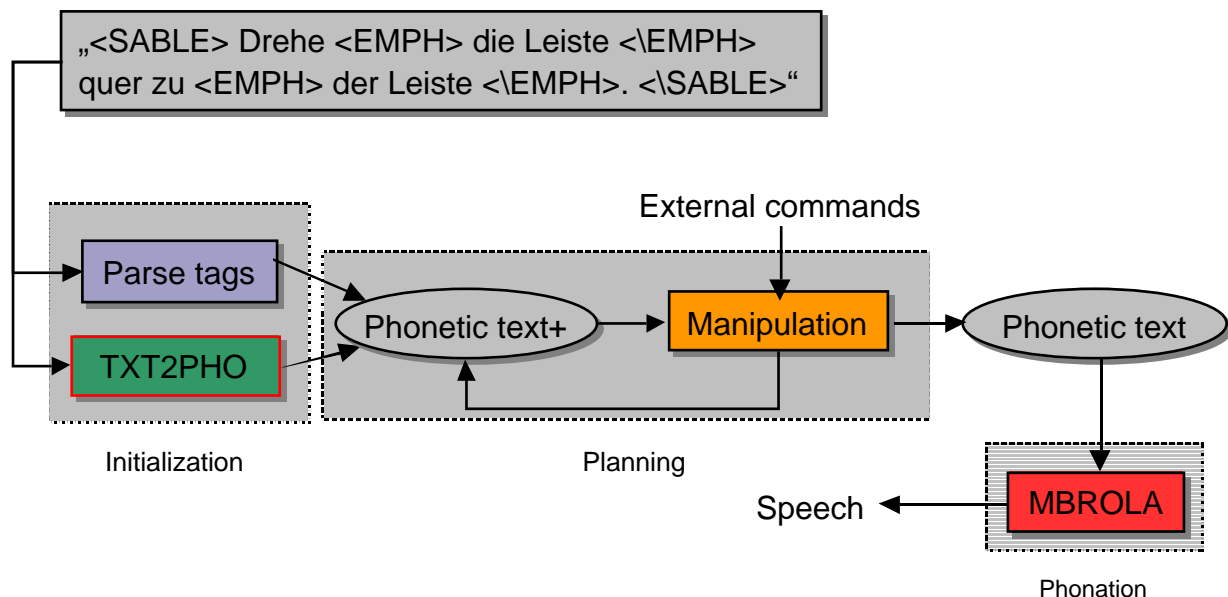 „<SABLE> Drehe <EMPH> die Leiste <\EMPH>
quer zu <EMPH> der Leiste <\EMPH>. <\SABLE>“
External commands
Parse tags
Phonetic text+
Manipulation
Phonetic text
TXT2PHO
Initialization
Planning
Speech
MBROLA
Phonation